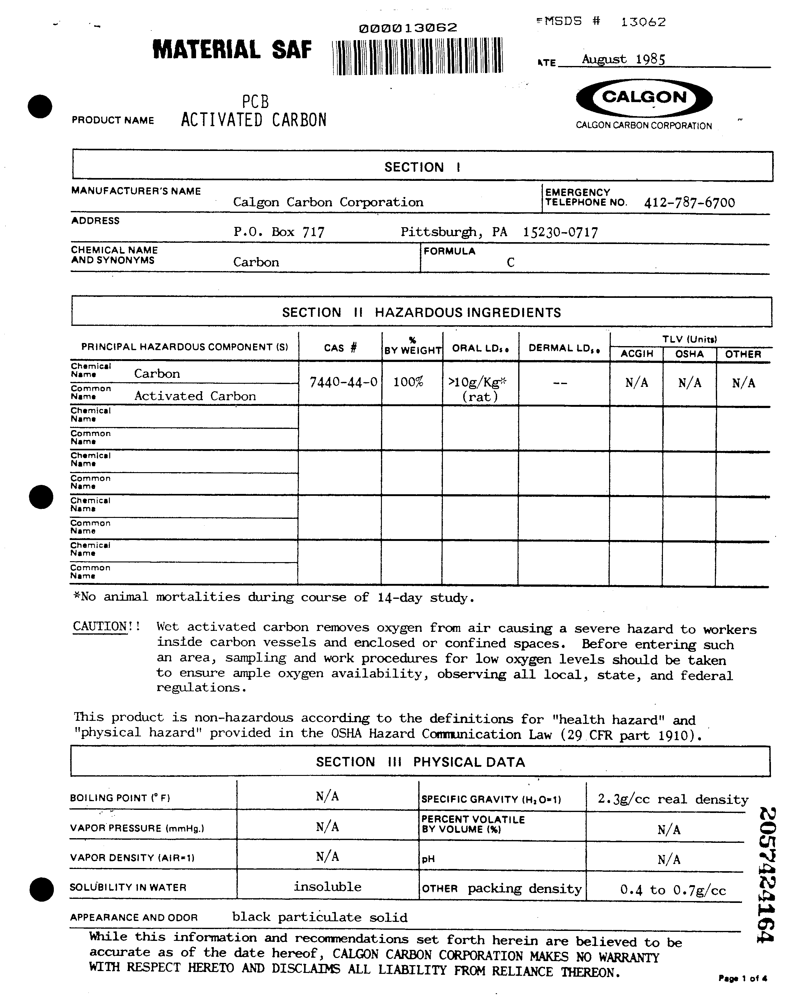 000013062
MSDS # 13062
MATERIAL SAF
ATE August 1985
CALGON
CALGON CARBON CORPORATION
PRODUCT NAME PCB
ACTIVATED CARBON
SECTION I
MANUFACTURER'S NAME Calgon Carbon Corporation EMERGENCY TELEPHONE NO. 412-787-6700
ADDRESS P.O. Box 717 Pittsburgh, PA 15230-0717
CHEMICAL NAME AND SYNONYMS Carbon FORMULA C
SECTION II HAZARDOUS INGREDIENTS
PRINCIPAL HAZARDOUS COMPONENT (S) CAS # % BY WEIGHT ORAL LD₅₀ DERMAL LD₅₀ TLV (Units)
ACGIH OSHA OTHER
Chemical Name Carbon
7440-44-0 100% >10g/Kg* (rat) -- N/A N/A N/A
Common Name Activated Carbon
Chemical Name
Common Name
Chemical Name
Common Name
Chemical Name
Common Name
Chemical Name
Common Name
*No animal mortalities during course of 14-day study.
CAUTION!! Wet activated carbon removes oxygen from air causing a severe hazard to workers
inside carbon vessels and enclosed or confined spaces. Before entering such
an area, sampling and work procedures for low oxygen levels should be taken
to ensure ample oxygen availability, observing all local, state, and federal
regulations.
This product is non-hazardous according to the definitions for "health hazard" and
"physical hazard" provided in the OSHA Hazard Communication Law (29 CFR part 1910).
SECTION III PHYSICAL DATA
BOILING POINT (°F) N/A SPECIFIC GRAVITY (H₂O=1) 2.3g/cc real density
VAPOR PRESSURE (mmHg.) N/A PERCENT VOLATILE BY VOLUME (%) N/A
VAPOR DENSITY (AIR=1) N/A pH N/A
SOLUBILITY IN WATER insoluble OTHER packing density 0.4 to 0.7g/cc
APPEARANCE AND ODOR black particulate solid
While this information and recommendations set forth herein are believed to be
accurate as of the date hereof, CALGON CARBON CORPORATION MAKES NO WARRANTY
WITH RESPECT HERETO AND DISCLAIMS ALL LIABILITY FROM RELIANCE THEREON.
Page 1 of 4
2057424164